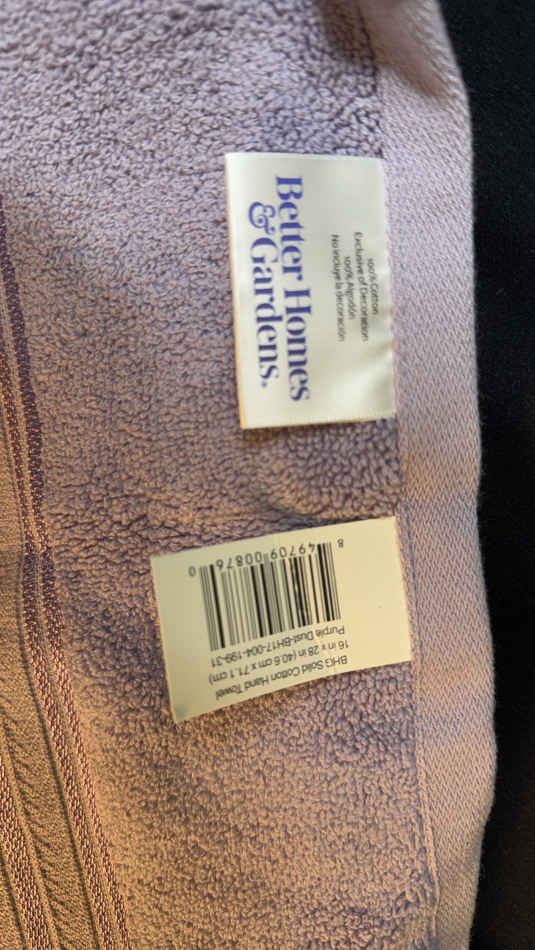 100% Cotton
Exclusive of Decoration
100% Algodón
No incluye la decoración
Better Homes
&Gardens.
BHG Solid Cotton Hand Towel
16 in x 28 in (40.6 cm x 71.1 cm)
Purple Dust-BH17-004-199-31
8 49709 00876 0